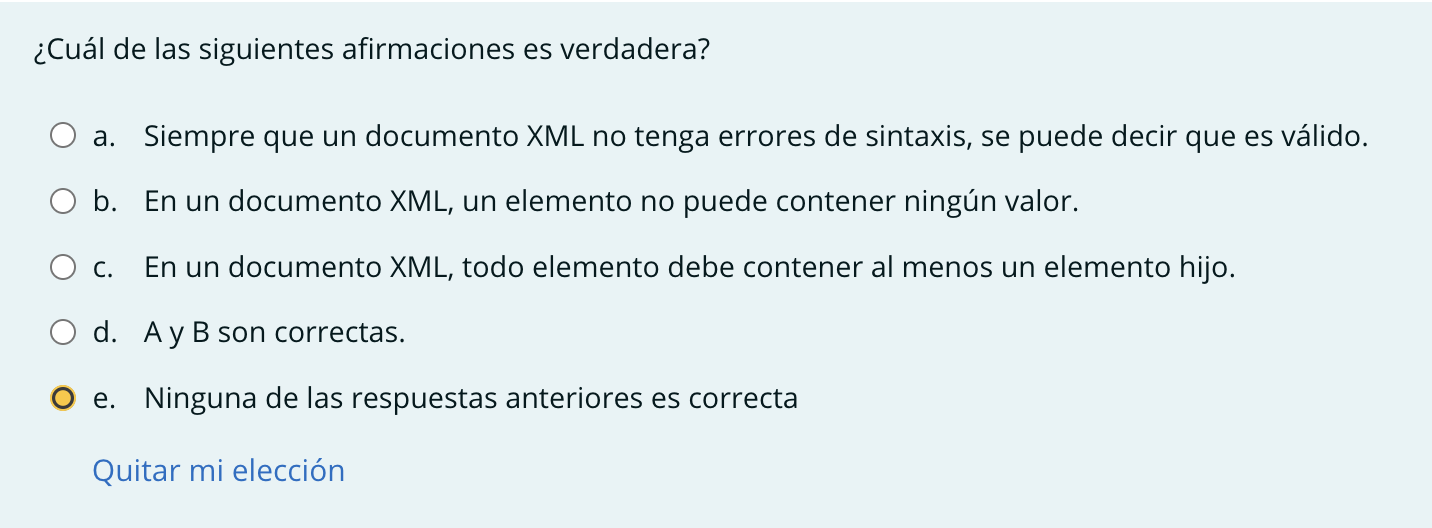 ¿Cuál de las siguientes afirmaciones es verdadera?
a. Siempre que un documento XML no tenga errores de sintaxis, se puede decir que es válido.
b. En un documento XML, un elemento no puede contener ningún valor.
c. En un documento XML, todo elemento debe contener al menos un elemento hijo.
d. A y B son correctas.
e. Ninguna de las respuestas anteriores es correcta
Quitar mi elección